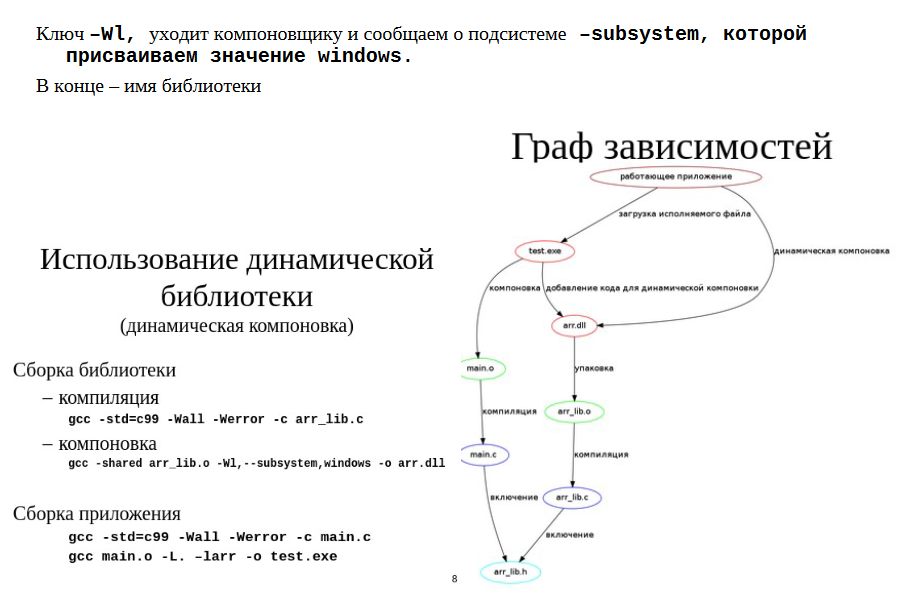 Ключ –Wl, уходит компоновщику и сообщаем о подсистеме –subsystem, которой
присваиваем значение windows.
В конце – имя библиотеки
Использование динамической
библиотеки
(динамическая компоновка)
Сборка библиотеки
– компиляция
gcc -std=c99 -Wall -Werror -c arr_lib.c
– компоновка
gcc -shared arr_lib.o -Wl,--subsystem,windows -o arr.dll
Сборка приложения
gcc -std=c99 -Wall -Werror -c main.c
gcc main.o -L. –larr -o test.exe
Граф зависимостей
работающее приложение
загрузка исполняемого файла
test.exe
динамическая компоновка
компоновка
добавление кода для динамической компоновки
arr.dll
main.o
упаковка
компиляция
arr_lib.o
main.c
компиляция
включение
arr_lib.c
включение
arr_lib.h
8